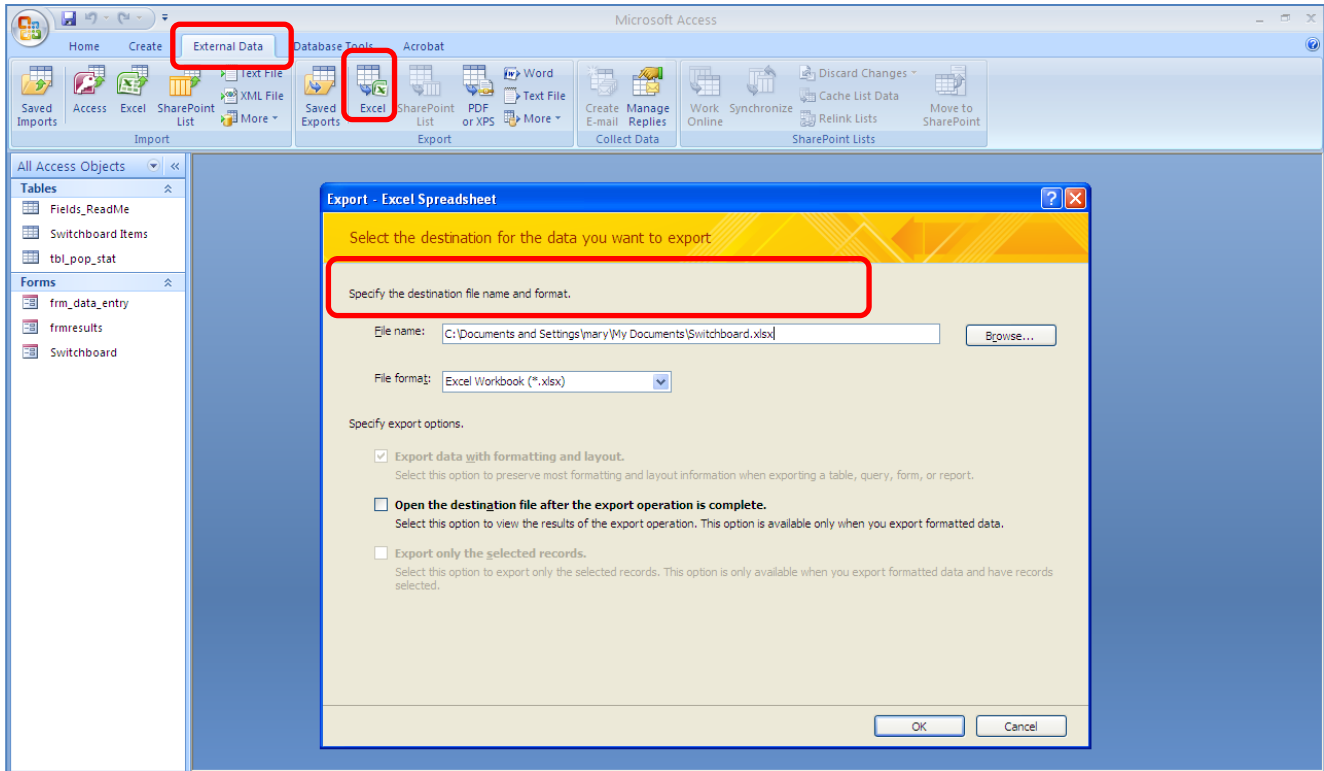 Microsoft Access
Home Create External Data Database Tools Acrobat
Saved Imports
Access
Excel
SharePoint List
Text File
XML File
More
Import
Saved Exports
Excel
SharePoint List
PDF or XPS
Word
Text File
More
Export
Create E-mail
Manage Replies
Collect Data
Work Online
Synchronize
Discard Changes
Cache List Data
Relink Lists
Move to SharePoint
SharePoint Lists
All Access Objects
Tables
Fields_ReadMe
Switchboard Items
tbl_pop_stat
Forms
frm_data_entry
frmresults
Switchboard
Export - Excel Spreadsheet
Select the destination for the data you want to export
Specify the destination file name and format.
File name: C:\Documents and Settings\mary\My Documents\Switchboard.xlsx Browse...
File format: Excel Workbook (*.xlsx)
Specify export options.
Export data with formatting and layout.
Select this option to preserve most formatting and layout information when exporting a table, query, form, or report.
Open the destination file after the export operation is complete.
Select this option to view the results of the export operation. This option is available only when you export formatted data.
Export only the selected records.
Select this option to export only the selected records. This option is only available when you export formatted data and have records
selected.
OK Cancel